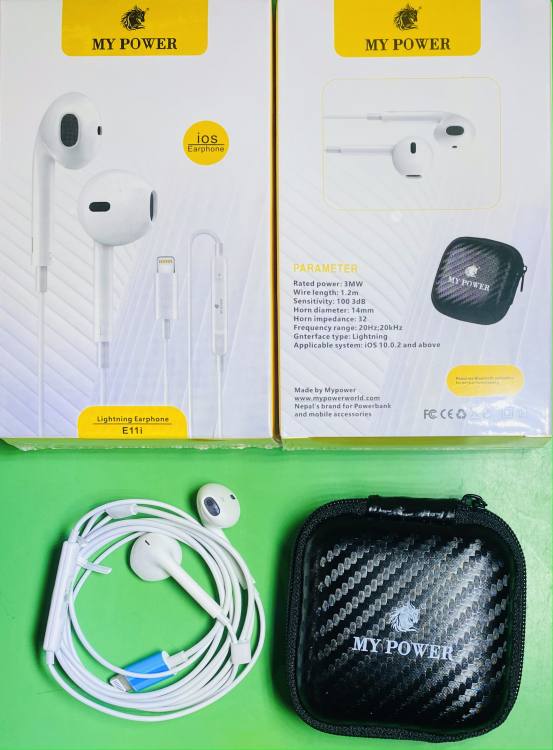 MY POWER
ios
Earphone
Lightning Earphone
E11i
MY POWER
MY POWER
PARAMETER
Rated power: 3MW
Wire length: 1.2m
Sensitivity: 100 3dB
Horn diameter: 14mm
Horn impedance: 32
Frequency range: 20Hz;20kHz
Gnterface type: Lightning
Applicable system: iOS 10.0.2 and above
Made by Mypower
www.mypowerworld.com
Nepal's brand for Powerbank
and mobile accessories
FC CE
MY POWER